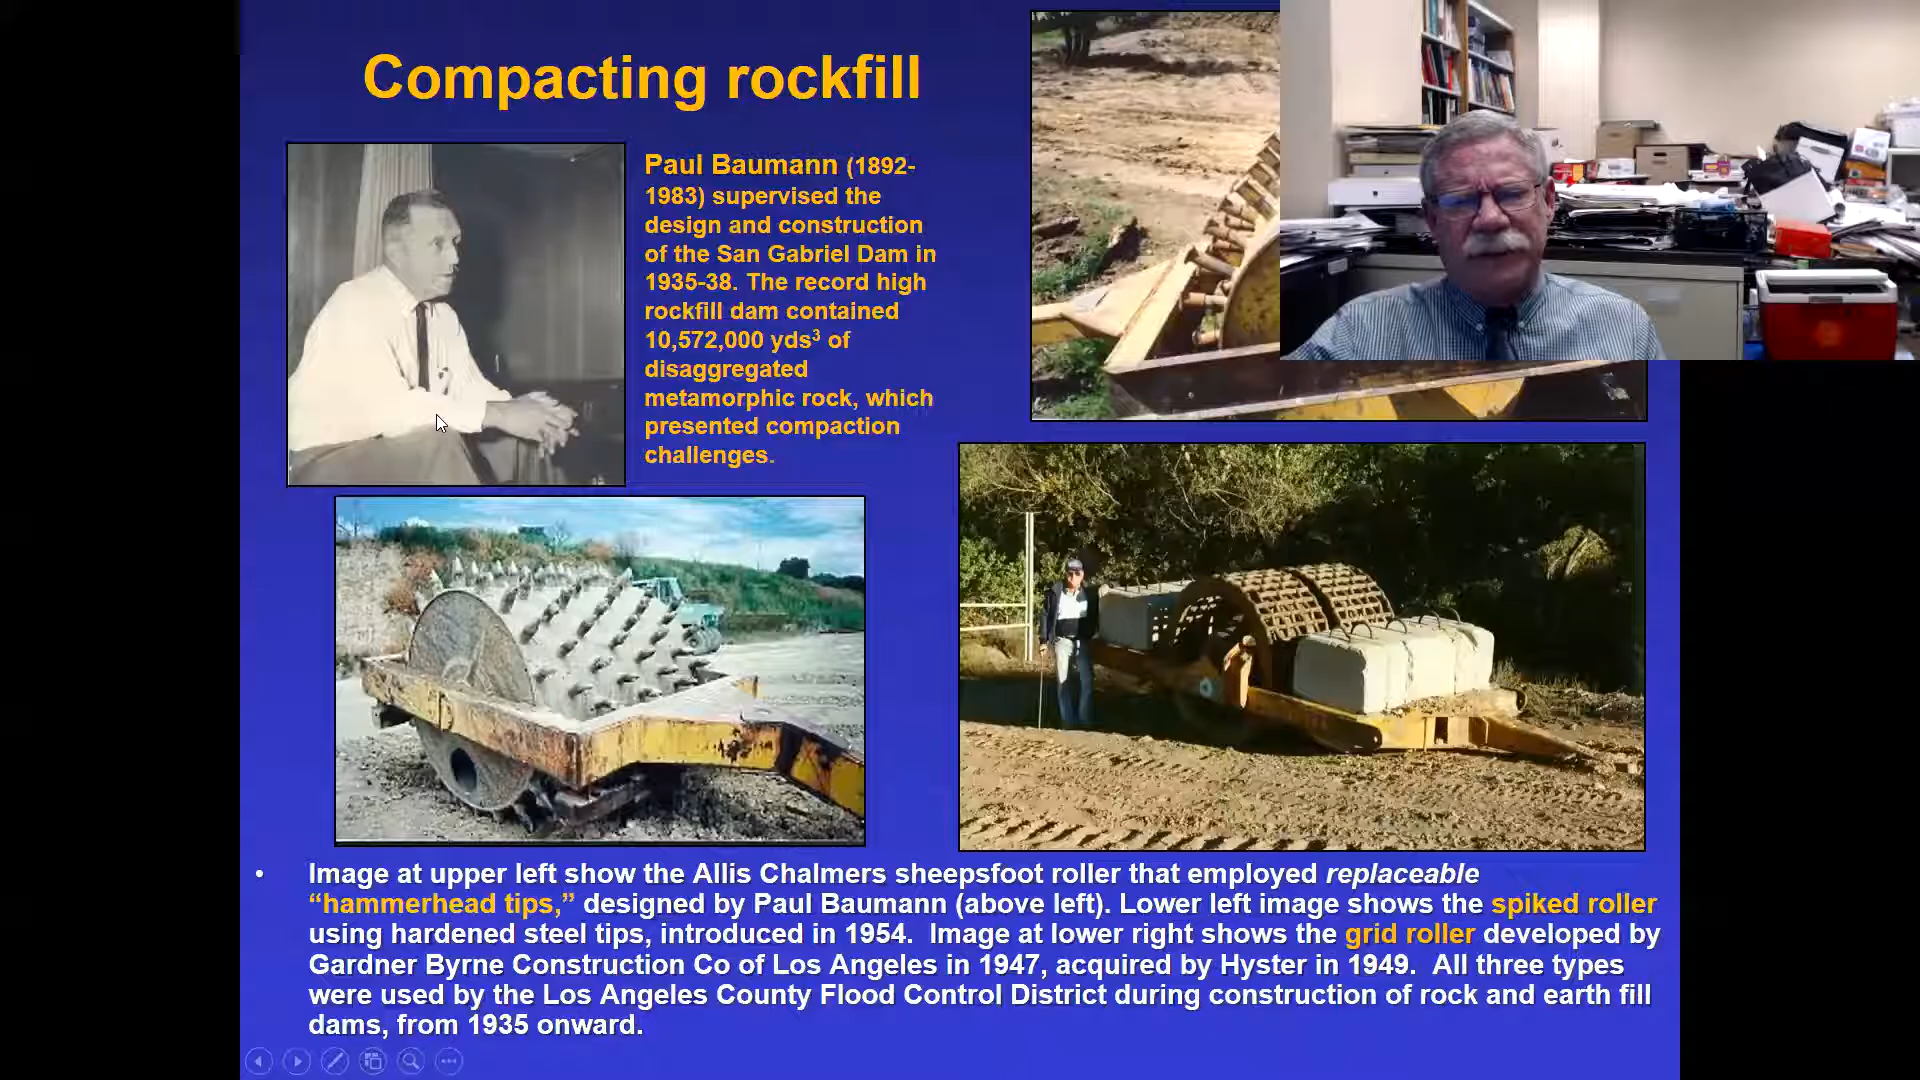 Compacting rockfill
Paul Baumann (1892-
1983) supervised the
design and construction
of the San Gabriel Dam in
1935-38. The record high
rockfill dam contained
10,572,000 yds³ of
disaggregated
metamorphic rock, which
presented compaction
challenges.
• Image at upper left show the Allis Chalmers sheepsfoot roller that employed replaceable
“hammerhead tips,” designed by Paul Baumann (above left). Lower left image shows the spiked roller
using hardened steel tips, introduced in 1954. Image at lower right shows the grid roller developed by
Gardner Byrne Construction Co of Los Angeles in 1947, acquired by Hyster in 1949. All three types
were used by the Los Angeles County Flood Control District during construction of rock and earth fill
dams, from 1935 onward.